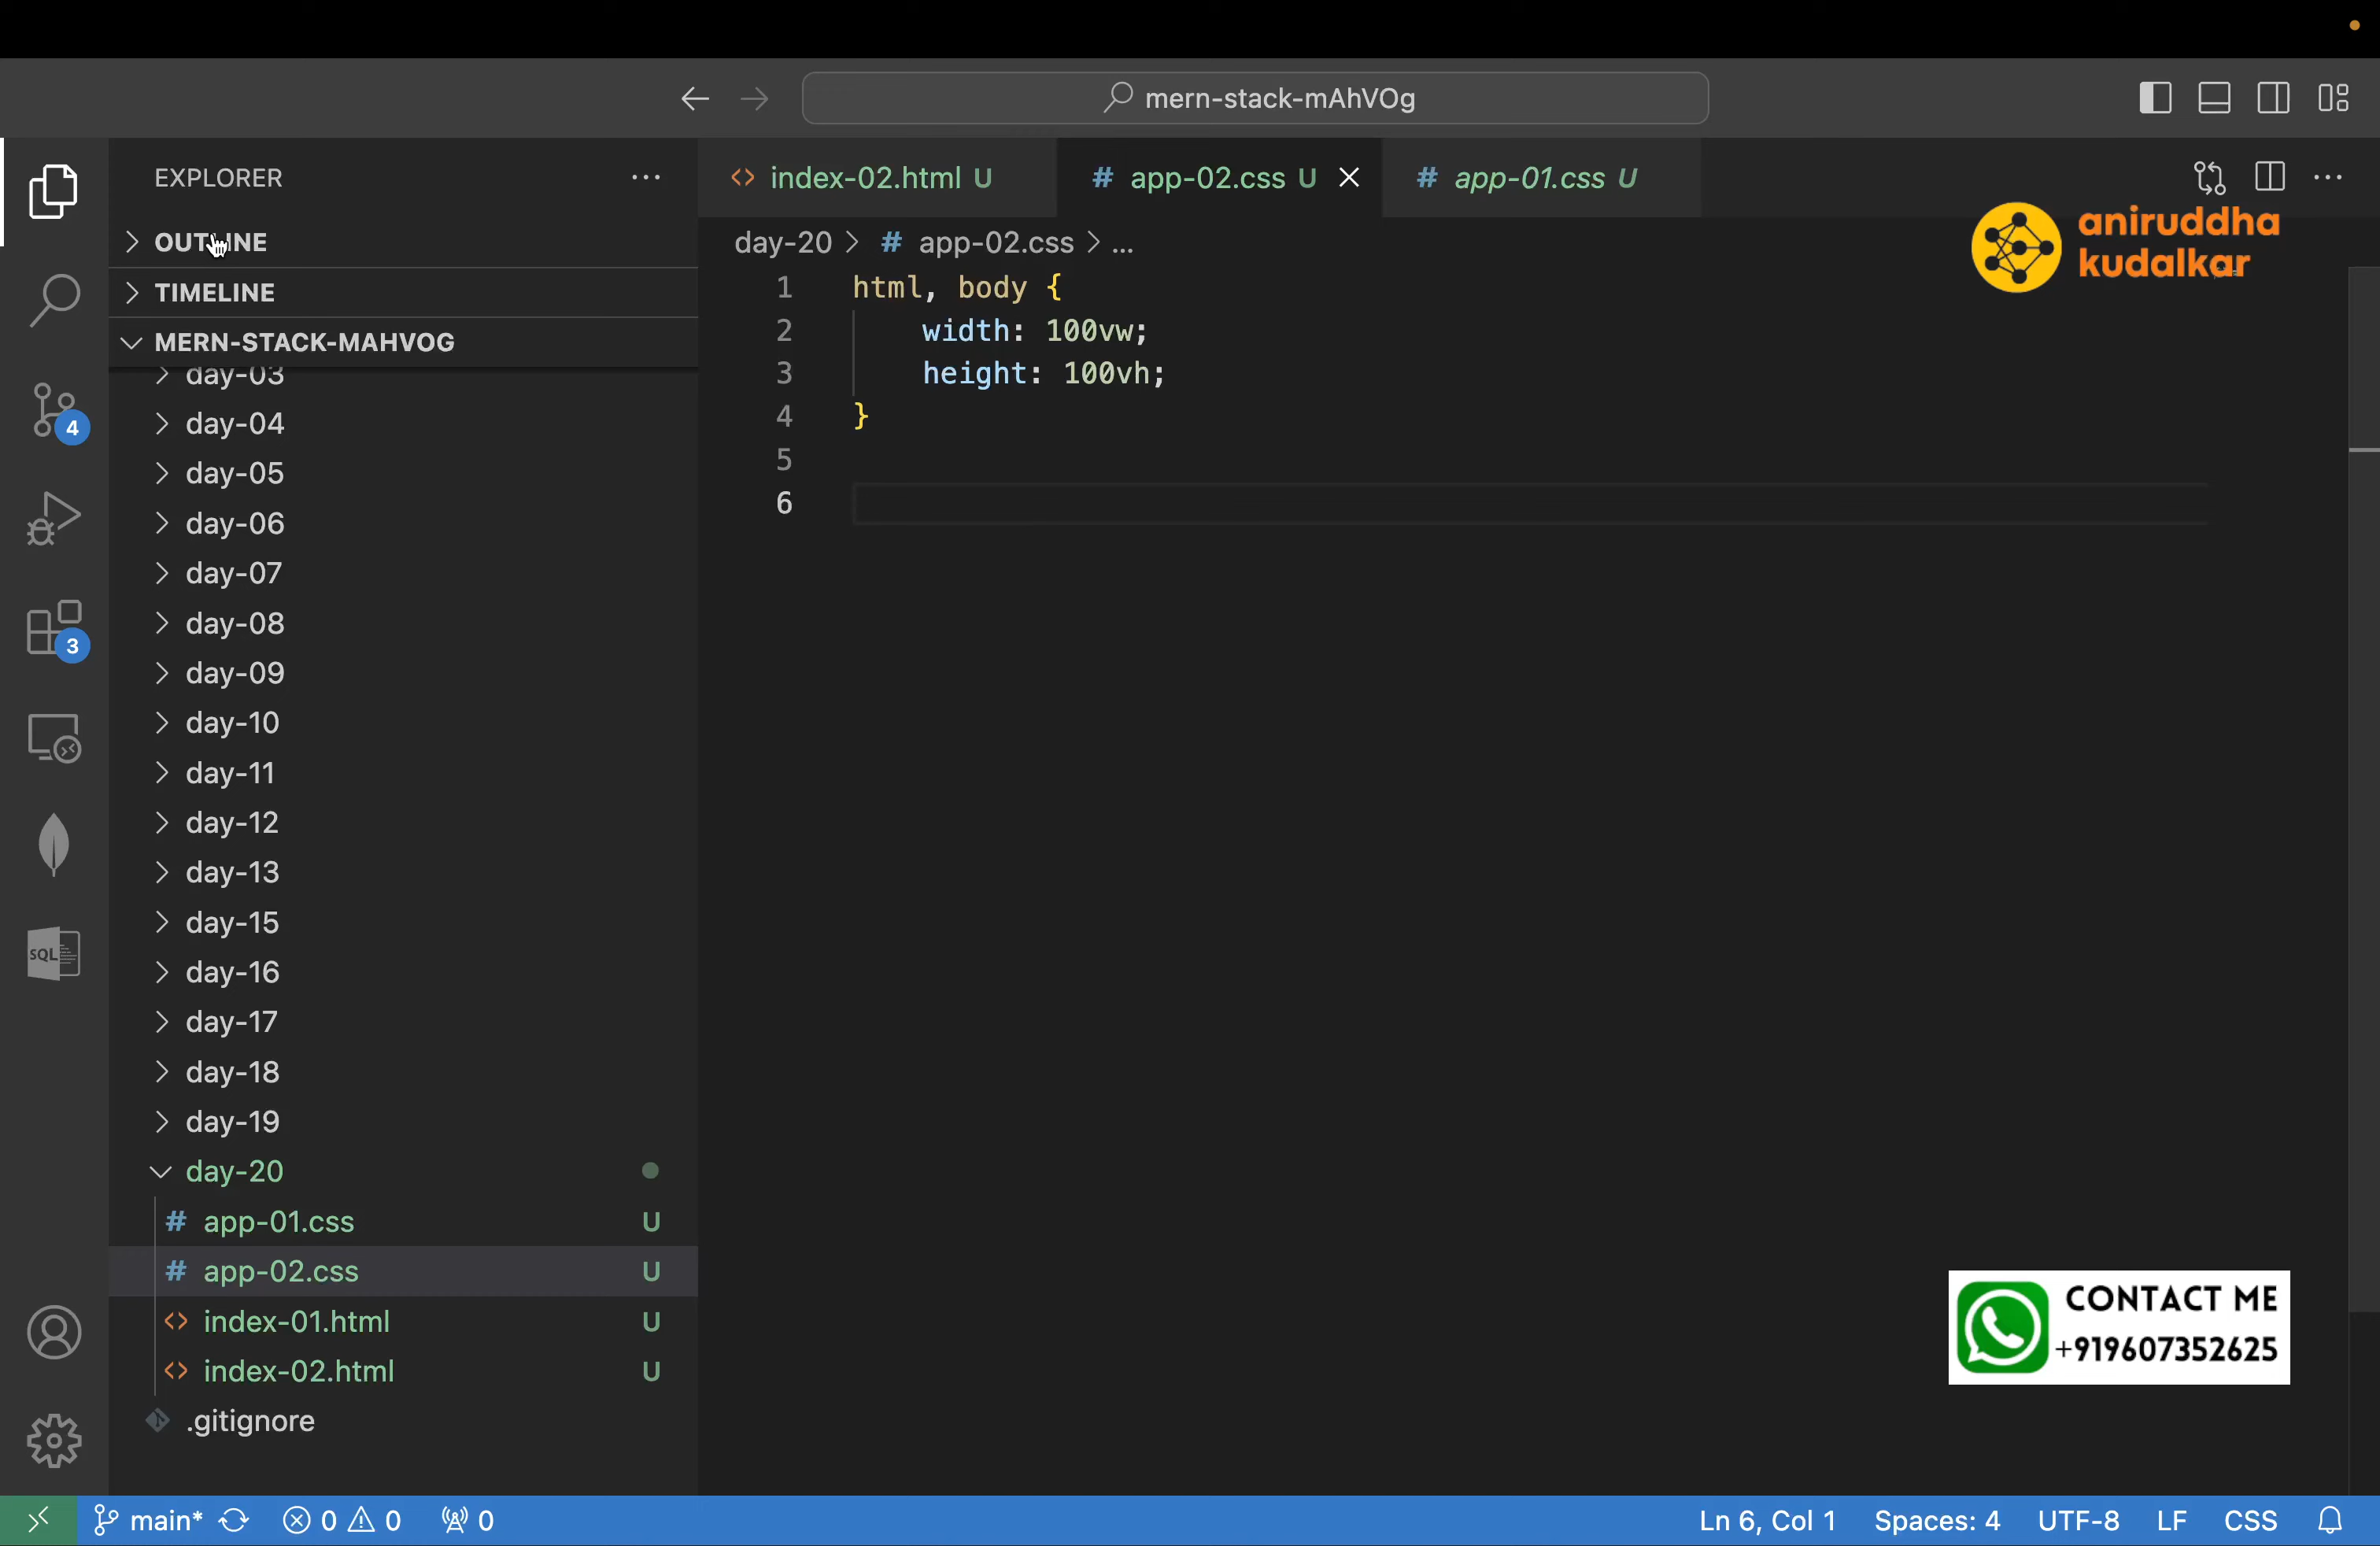 mern-stack-mAhVOg
EXPLORER
index-02.html U
# app-02.css U
# app-01.css U
aniruddha
kudalkar
OUTLINE
day-20 > # app-02.css > ...
TIMELINE
1 html, body {
2 width: 100vw;
3 height: 100vh;
4 }
5
6
MERN-STACK-MAHVOG
day-03
day-04
4
day-05
day-06
day-07
day-08
3
day-09
day-10
day-11
day-12
day-13
day-15
SQL
day-16
day-17
day-18
day-19
day-20
# app-01.css U
# app-02.css U
index-01.html U
index-02.html U
.gitignore
CONTACT ME
+919607352625
main* 0 0 0 Ln 6, Col 1 Spaces: 4 UTF-8 LF CSS